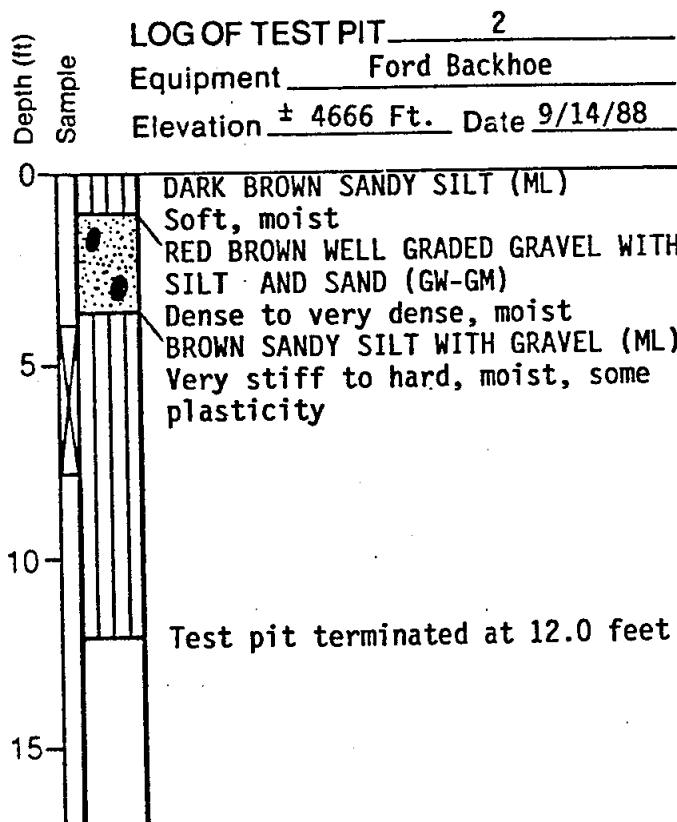 LOG OF TEST PIT 2
Equipment Ford Backhoe
Elevation ± 4666 Ft. Date 9/14/88
Depth (ft)
Sample
0
DARK BROWN SANDY SILT (ML)
Soft, moist
RED BROWN WELL GRADED GRAVEL WITH
SILT AND SAND (GW-GM)
Dense to very dense, moist
BROWN SANDY SILT WITH GRAVEL (ML)
5
Very stiff to hard, moist, some
plasticity
10
Test pit terminated at 12.0 feet
15